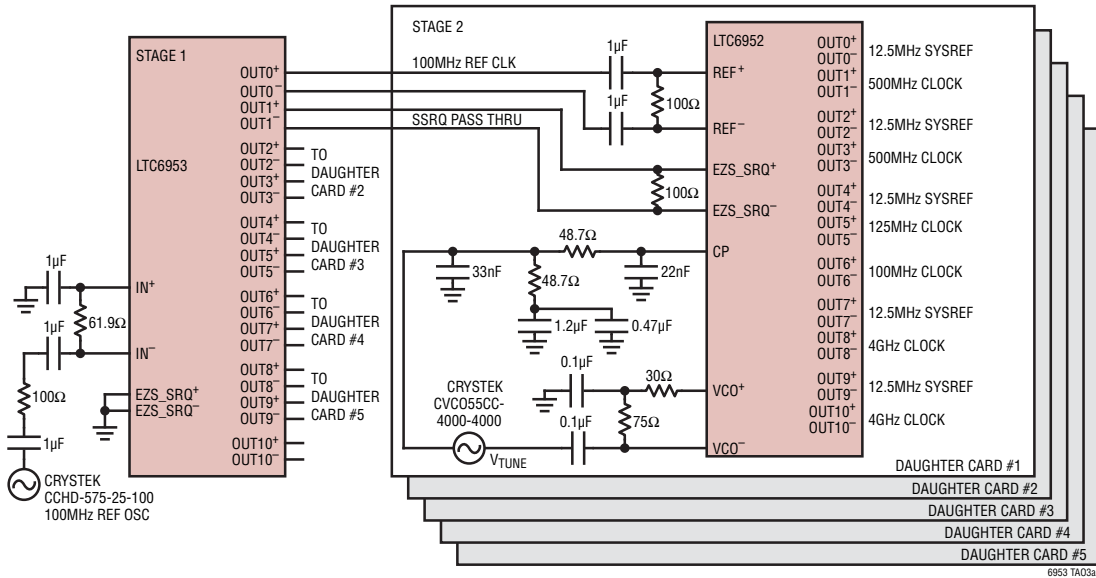 STAGE 1
LTC6953
OUT0+
OUT0−
OUT1+
OUT1−
OUT2+
OUT2−
OUT3+
OUT3−
TO
DAUGHTER
CARD #2
OUT4+
OUT4−
OUT5+
OUT5−
TO
DAUGHTER
CARD #3
OUT6+
OUT6−
OUT7+
OUT7−
TO
DAUGHTER
CARD #4
OUT8+
OUT8−
OUT9+
OUT9−
TO
DAUGHTER
CARD #5
OUT10+
OUT10−
IN+
IN−
EZS_SRQ+
EZS_SRQ−
1µF
61.9Ω
1µF
100Ω
1µF
CRYSTEK
CCHD-575-25-100
100MHz REF OSC
STAGE 2
100MHz REF CLK
SSRQ PASS THRU
1µF
1µF
100Ω
100Ω
48.7Ω
33nF
48.7Ω
22nF
1.2µF
0.47µF
0.1µF
30Ω
CRYSTEK
CVCO55CC-
4000-4000
0.1µF
75Ω
VTUNE
LTC6952
REF+
REF−
EZS_SRQ+
EZS_SRQ−
CP
VCO+
VCO−
OUT0+
OUT0−
12.5MHz SYSREF
OUT1+
OUT1−
500MHz CLOCK
OUT2+
OUT2−
12.5MHz SYSREF
OUT3+
OUT3−
500MHz CLOCK
OUT4+
OUT4−
12.5MHz SYSREF
OUT5+
OUT5−
125MHz CLOCK
OUT6+
OUT6−
100MHz CLOCK
OUT7+
OUT7−
12.5MHz SYSREF
OUT8+
OUT8−
4GHz CLOCK
OUT9+
OUT9−
12.5MHz SYSREF
OUT10+
OUT10−
4GHz CLOCK
DAUGHTER CARD #1
DAUGHTER CARD #2
DAUGHTER CARD #3
DAUGHTER CARD #4
DAUGHTER CARD #5
6953 TA03a